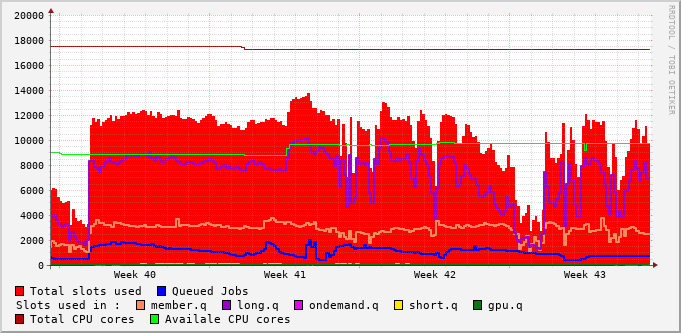 20000
18000
16000
14000
12000
10000
8000
6000
4000
2000
0
Week 40 Week 41 Week 42 Week 43
RRDTOOL / TOBI OETIKER
Total slots used Queued Jobs
Slots used in : member.q long.q ondemand.q short.q gpu.q
Total CPU cores Availale CPU cores